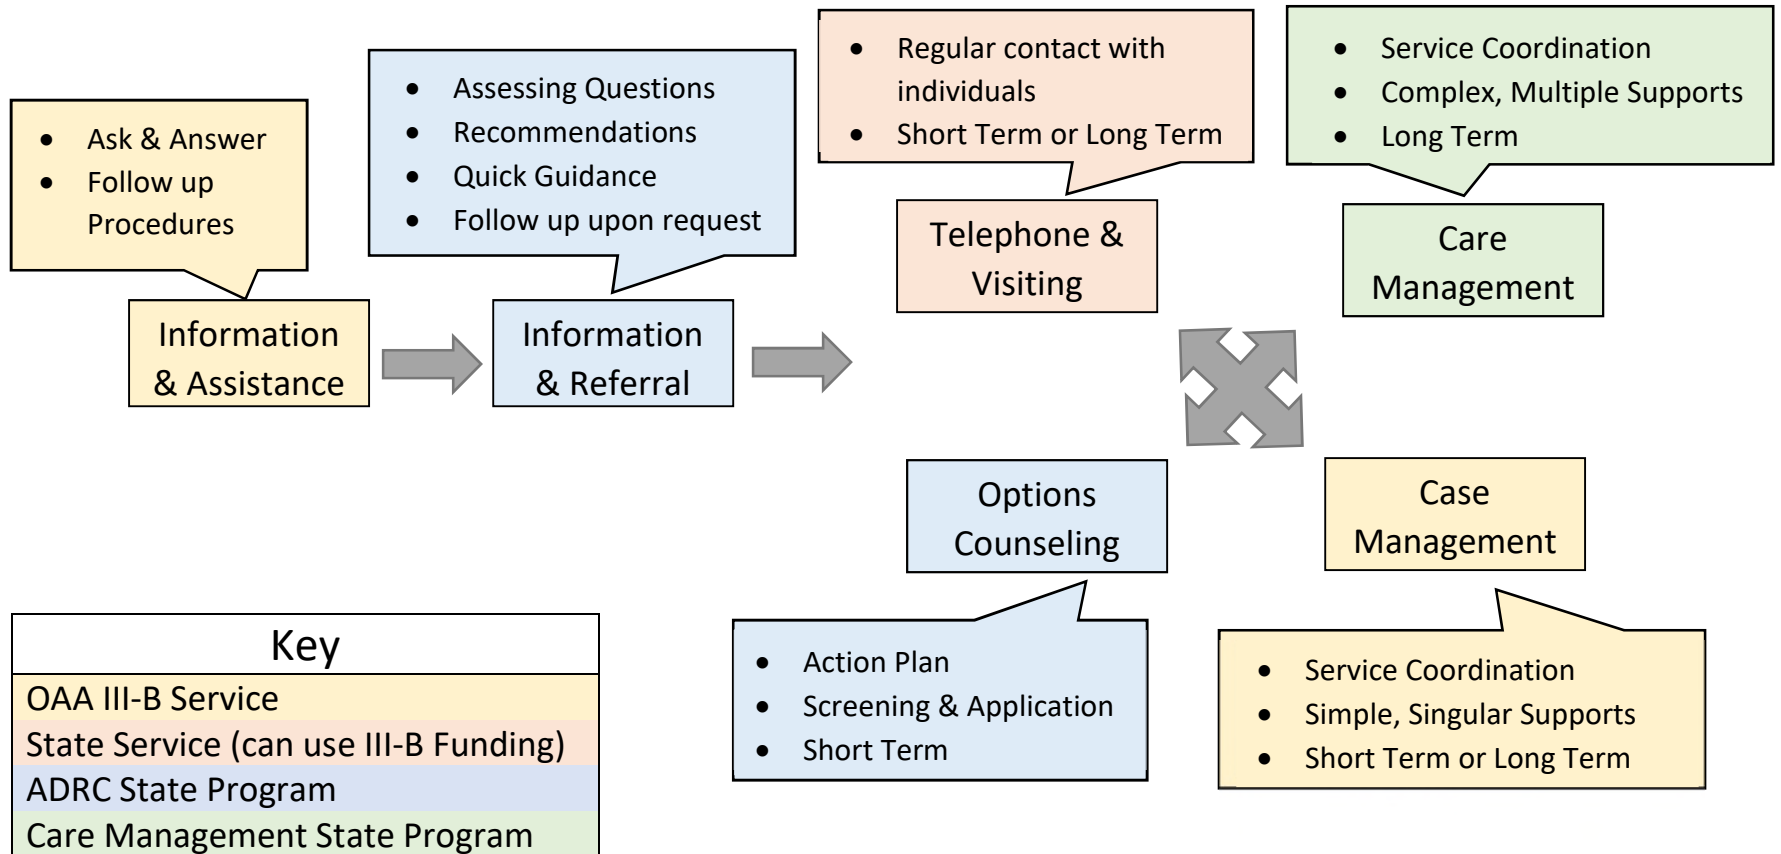 • Ask & Answer
• Follow up
Procedures
Information
& Assistance
• Assessing Questions
• Recommendations
• Quick Guidance
• Follow up upon request
Information
& Referral
• Regular contact with
individuals
• Short Term or Long Term
Telephone &
Visiting
• Service Coordination
• Complex, Multiple Supports
• Long Term
Care
Management
Options
Counseling
• Action Plan
• Screening & Application
• Short Term
Case
Management
• Service Coordination
• Simple, Singular Supports
• Short Term or Long Term
Key
OAA III-B Service
State Service (can use III-B Funding)
ADRC State Program
Care Management State Program